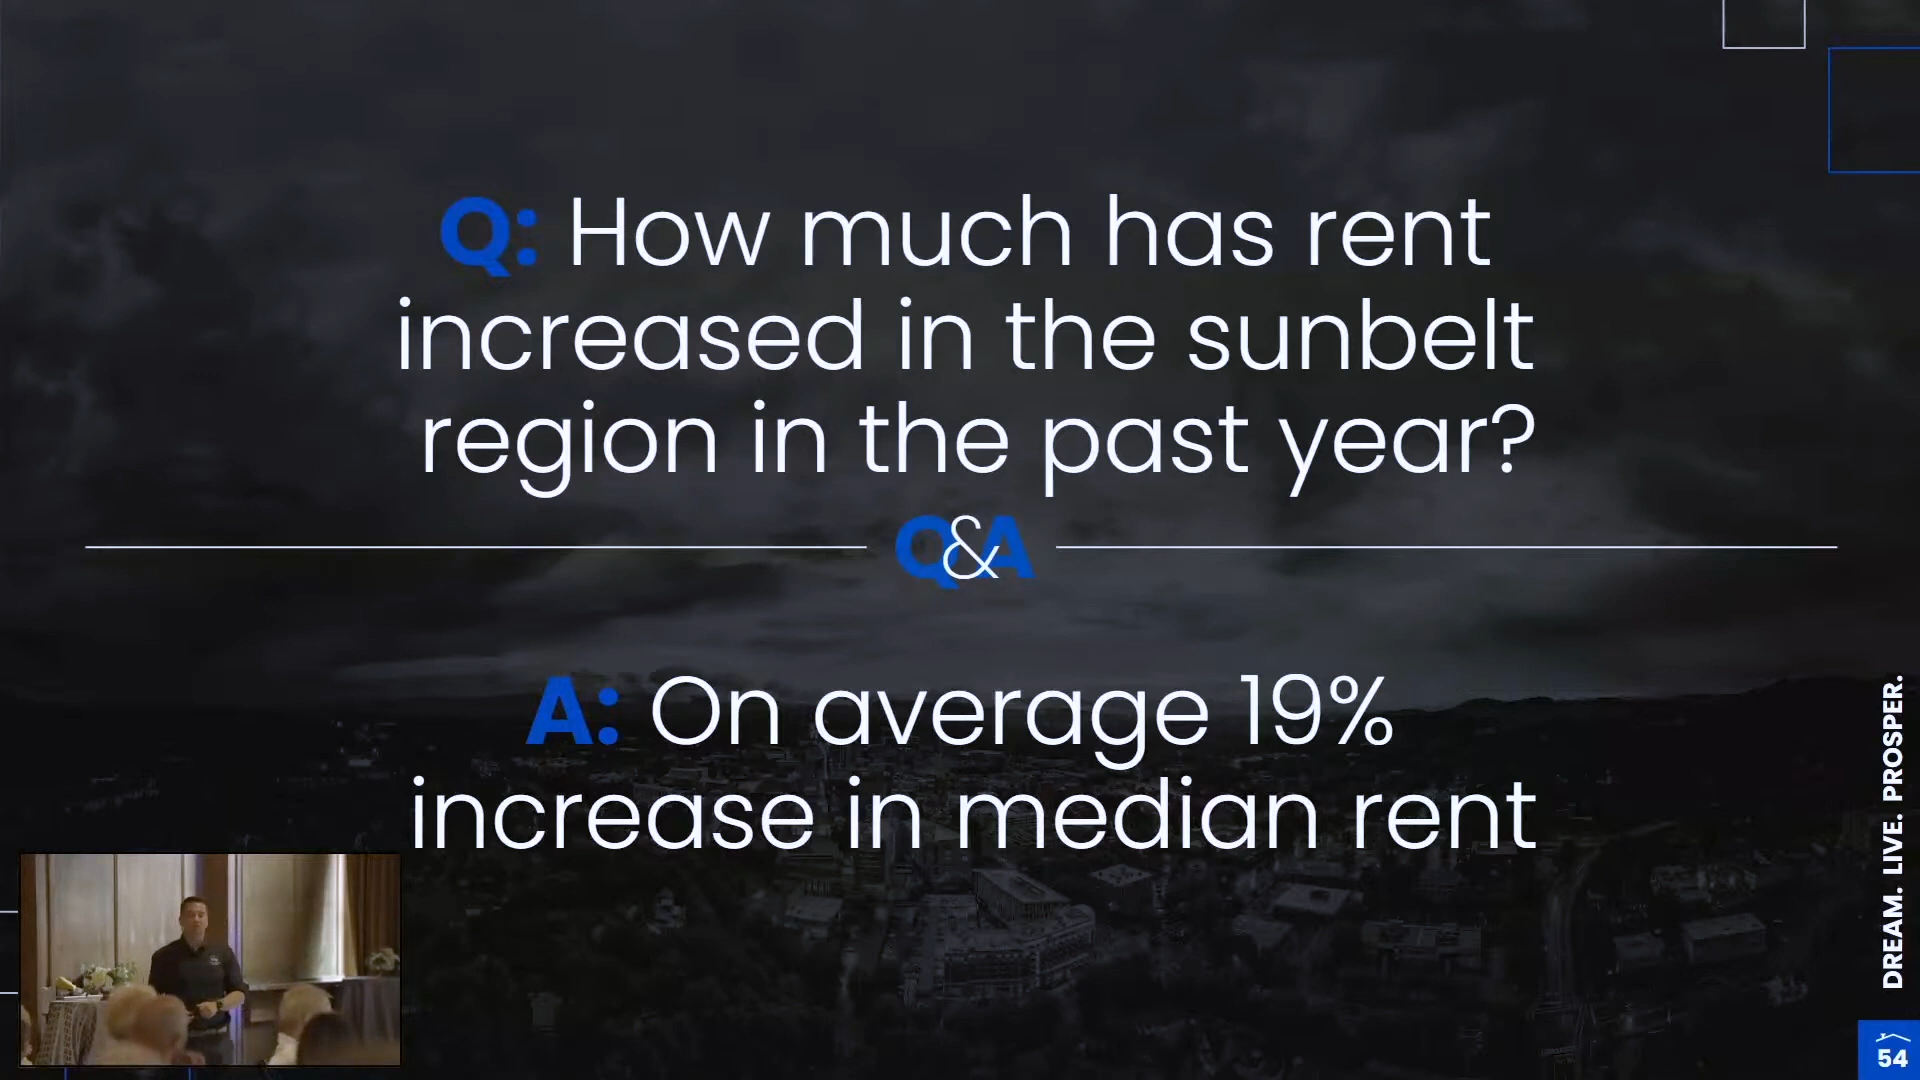 Q: How much has rent
increased in the sunbelt
region in the past year?
Q&A
A: On average 19%
increase in median rent
DREAM. LIVE. PROSPER.
54